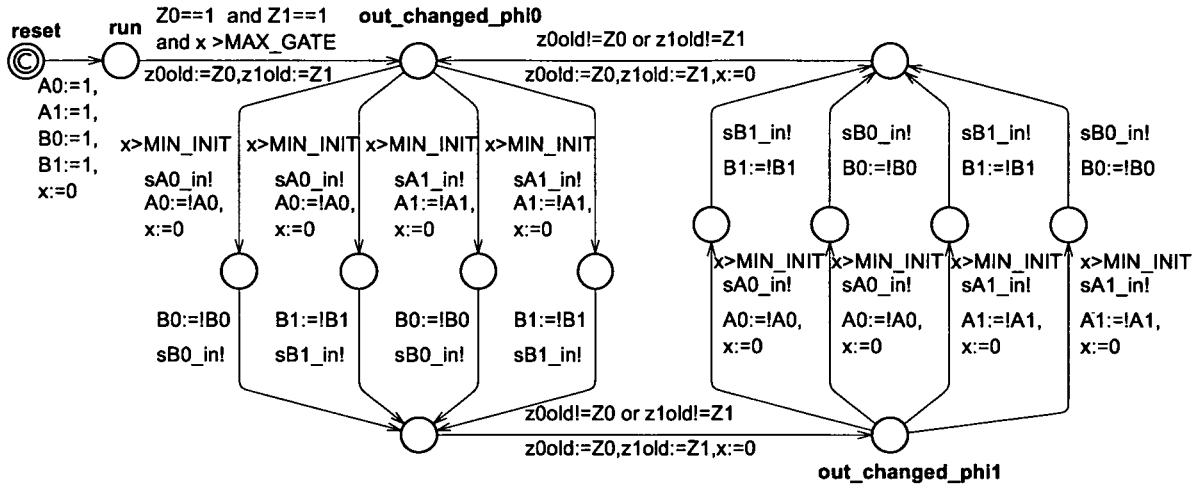 reset
run
Z0==1 and Z1==1
and x >MAX_GATE
z0old:=Z0,z1old:=Z1
out_changed_phi0
z0old!=Z0 or z1old!=Z1
z0old:=Z0,z1old:=Z1,x:=0
C
A0:=1,
A1:=1,
B0:=1,
B1:=1,
x:=0
x>MIN_INIT
sA0_in!
A0:=!A0,
x:=0
x>MIN_INIT
sA0_in!
A0:=!A0,
x:=0
x>MIN_INIT
sA1_in!
A1:=!A1,
x:=0
x>MIN_INIT
sA1_in!
A1:=!A1,
x:=0
sB1_in!
B1:=!B1
sB0_in!
B0:=!B0
sB1_in!
B1:=!B1
sB0_in!
B0:=!B0
B0:=!B0
sB0_in!
B1:=!B1
sB1_in!
B0:=!B0
sB0_in!
B1:=!B1
sB1_in!
x>MIN_INIT
sA0_in!
A0:=!A0,
x:=0
x>MIN_INIT
sA0_in!
A0:=!A0,
x:=0
x>MIN_INIT
sA1_in!
A1:=!A1,
x:=0
x>MIN_INIT
sA1_in!
A1:=!A1,
x:=0
z0old!=Z0 or z1old!=Z1
z0old:=Z0,z1old:=Z1,x:=0
out_changed_phi1